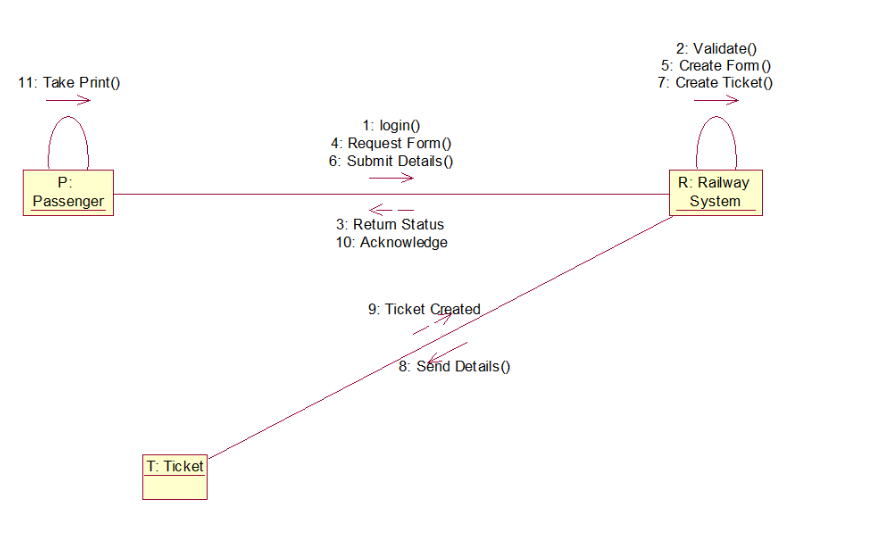 2: Validate()
5: Create Form()
7: Create Ticket()
11: Take Print()
1: login()
4: Request Form()
6: Submit Details()
P:
Passenger
R: Railway
System
3: Return Status
10: Acknowledge
9: Ticket Created
8: Send Details()
T: Ticket